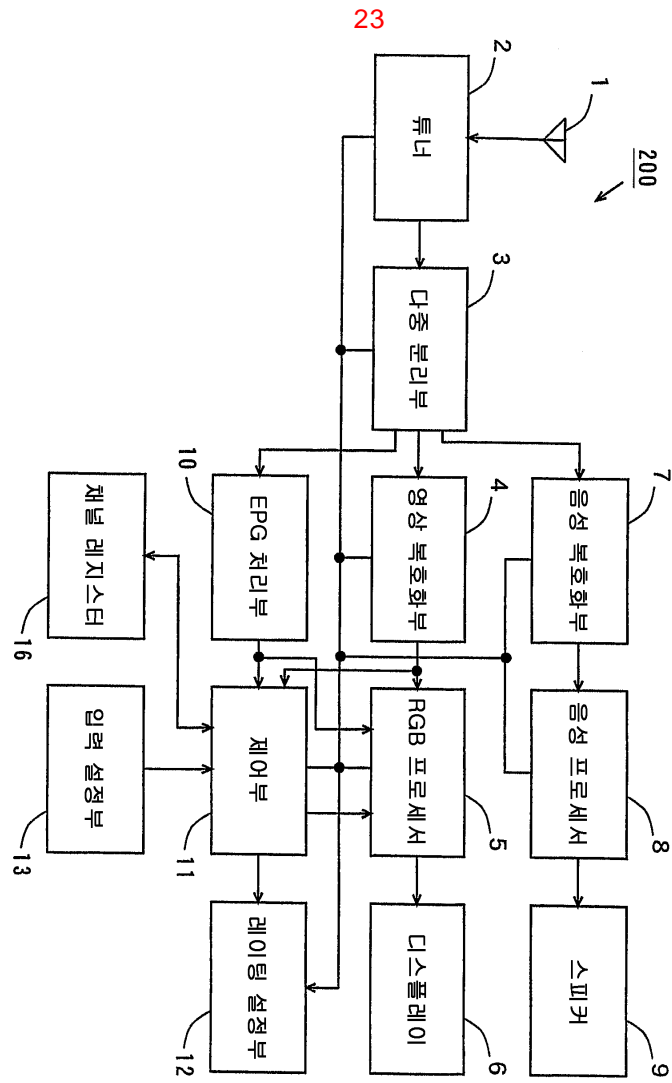 23
200
1
2
튜너
3
다중 분리부
7
음성 복호화부
8
음성 프로세서
9
스피커
4
영상 복호화부
5
RGB 프로세서
6
디스플레이
10
EPG 처리부
11
제어부
12
레이팅 설정부
16
채널 레지스터
13
입력 설정부